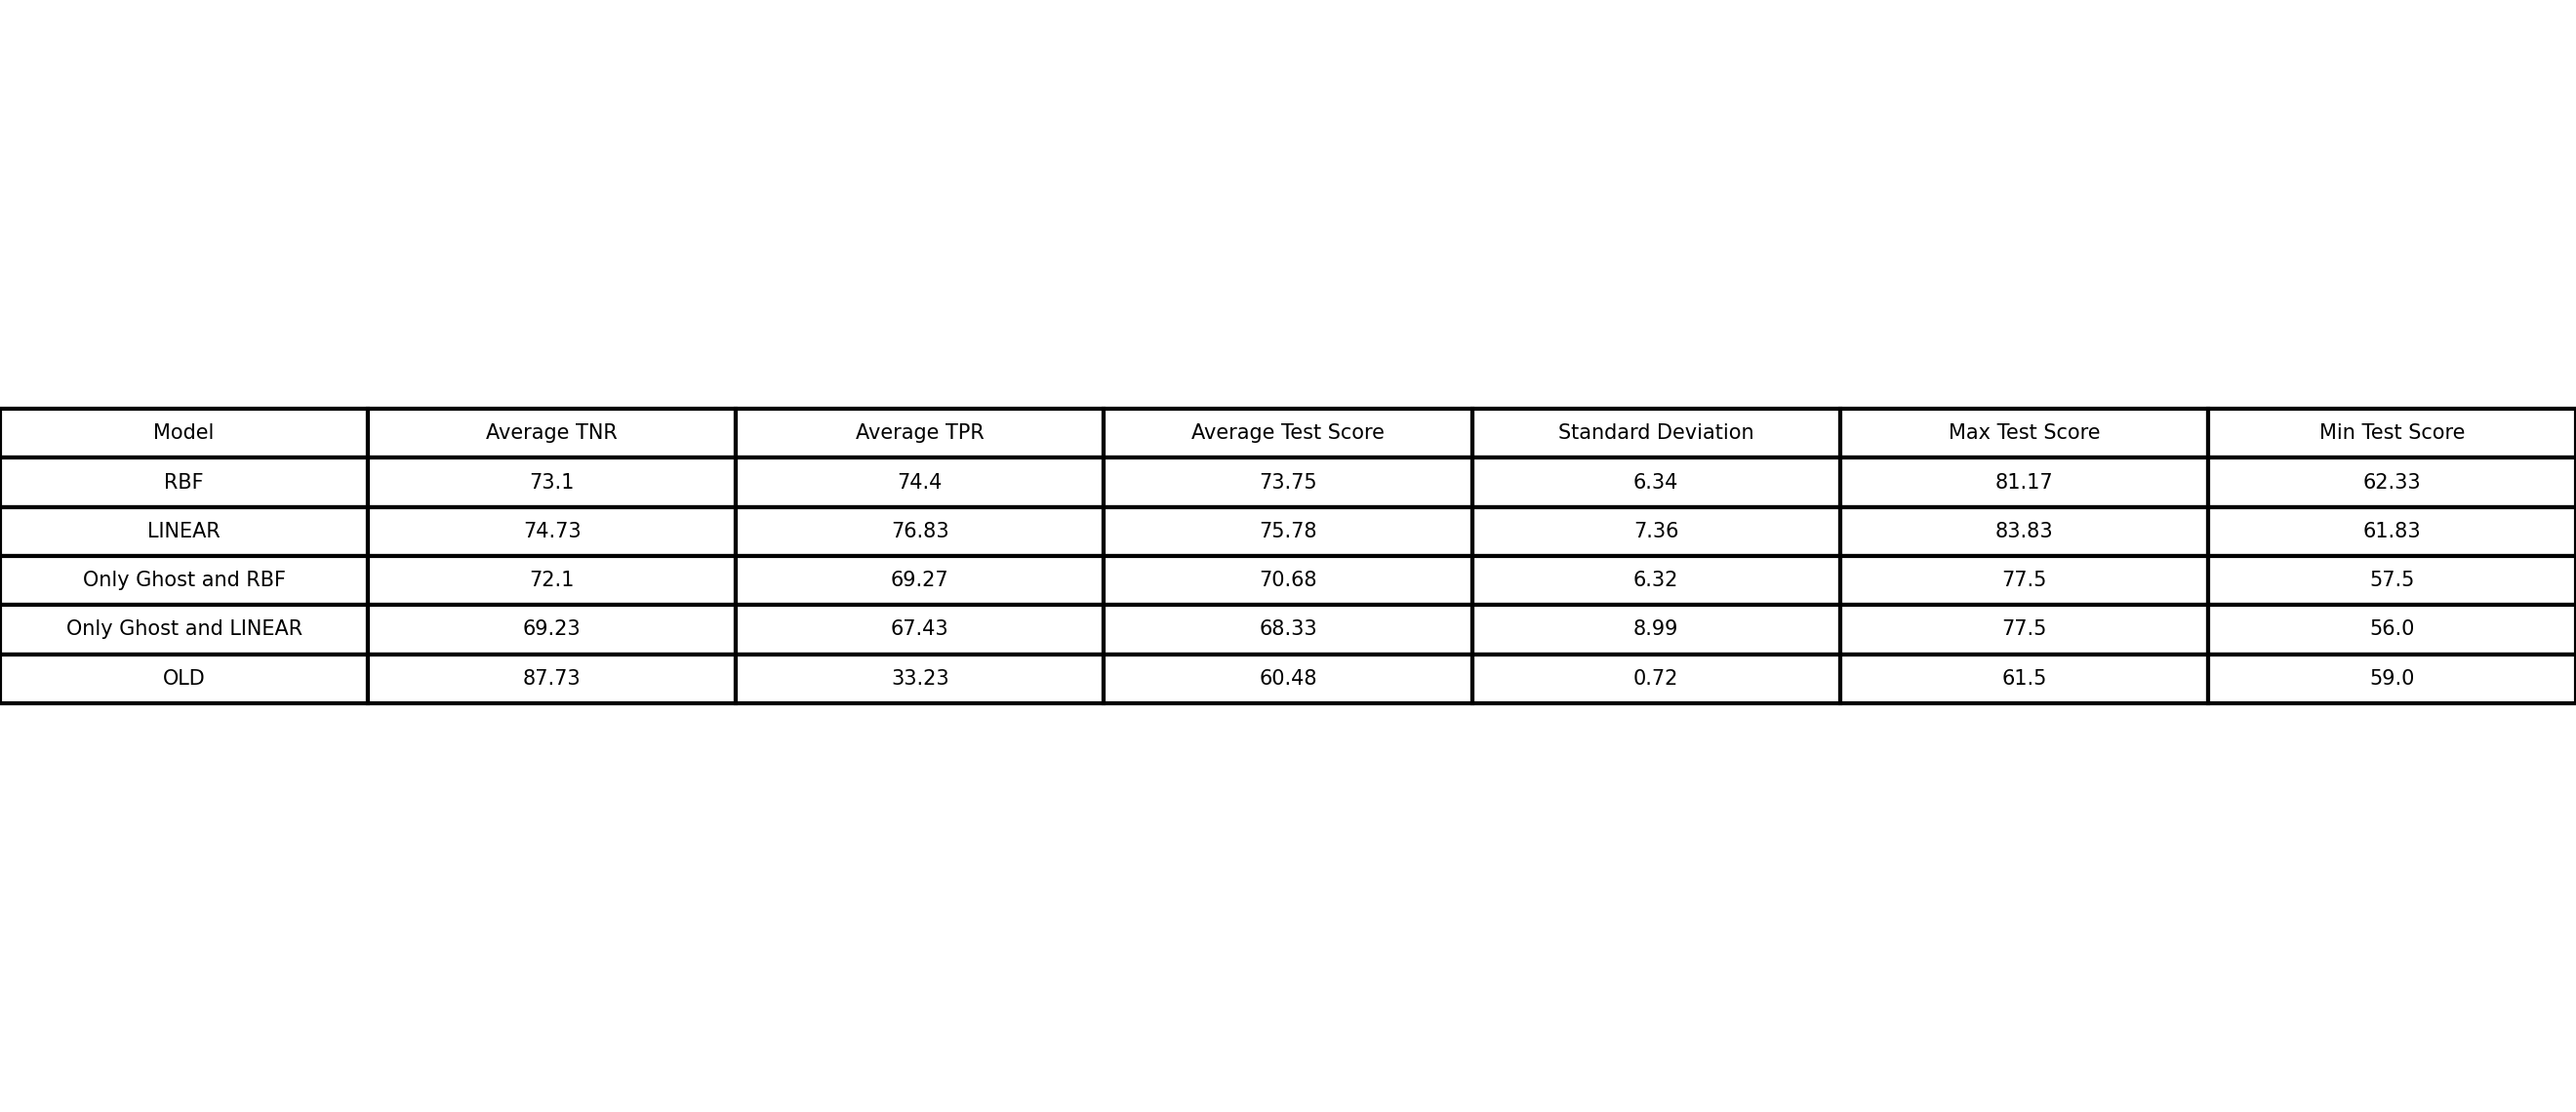 Model Average TNR Average TPR Average Test Score Standard Deviation Max Test Score Min Test Score
RBF 73.1 74.4 73.75 6.34 81.17 62.33
LINEAR 74.73 76.83 75.78 7.36 83.83 61.83
Only Ghost and RBF 72.1 69.27 70.68 6.32 77.5 57.5
Only Ghost and LINEAR 69.23 67.43 68.33 8.99 77.5 56.0
OLD 87.73 33.23 60.48 0.72 61.5 59.0